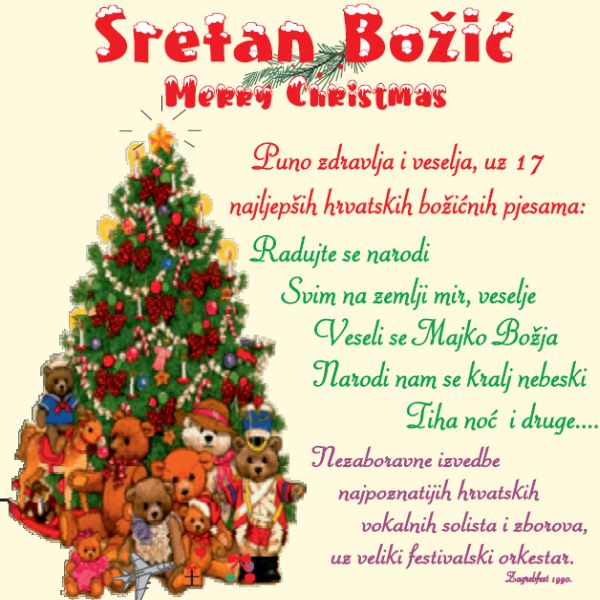 Sretan Božić
Merry Christmas
Puno zdravlja i veselja, uz 17
najljepših hrvatskih božićnih pjesama:
Radujte se narodi
Svim na zemlji mir, veselje
Veseli se Majko Božja
Narodi nam se kralj nebeski
Tiha noć i druge....
Nezaboravne izvedbe
najpoznatijih hrvatskih
vokalnih solista i zborova,
uz veliki festivalski orkestar.
Zagrebfest 1990.